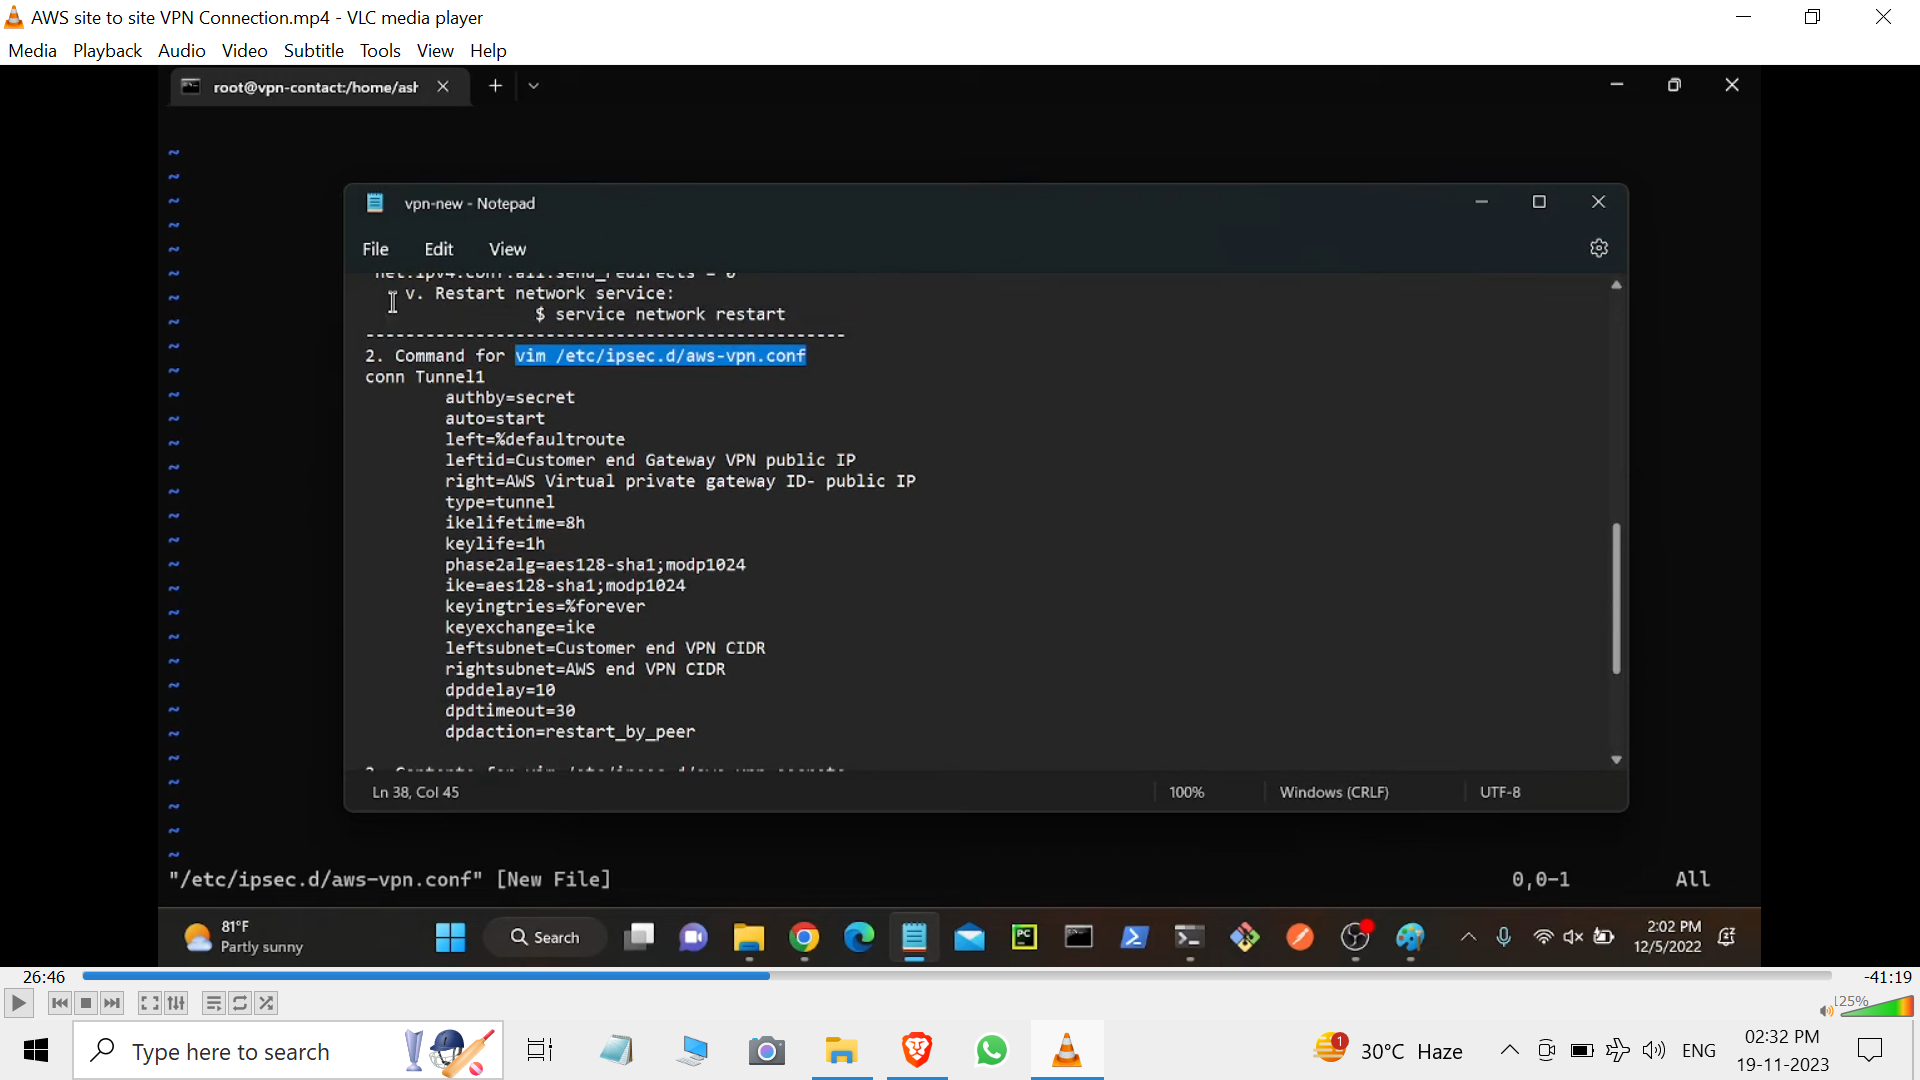 AWS site to site VPN Connection.mp4 - VLC media player
Media Playback Audio Video Subtitle Tools View Help
root@vpn-contact:/home/ash
vpn-new - Notepad
File Edit View
net.ipv4.conf.all.send_redirects = 0
v. Restart network service:
$ service network restart
------------------------------------------------
2. Command for vim /etc/ipsec.d/aws-vpn.conf
conn Tunnel1
authby=secret
auto=start
left=%defaultroute
leftid=Customer end Gateway VPN public IP
right=AWS Virtual private gateway ID- public IP
type=tunnel
ikelifetime=8h
keylife=1h
phase2alg=aes128-sha1;modp1024
ike=aes128-sha1;modp1024
keyingtries=%forever
keyexchange=ike
leftsubnet=Customer end VPN CIDR
rightsubnet=AWS end VPN CIDR
dpddelay=10
dpdtimeout=30
dpdaction=restart_by_peer
Ln 38, Col 45 100% Windows (CRLF) UTF-8
"/etc/ipsec.d/aws-vpn.conf" [New File] 0,0-1 All
81°F
Partly sunny
Search
PC
2:02 PM
12/5/2022
26:46 -41:19
125%
Type here to search
1
30°C Haze
ENG
02:32 PM
19-11-2023